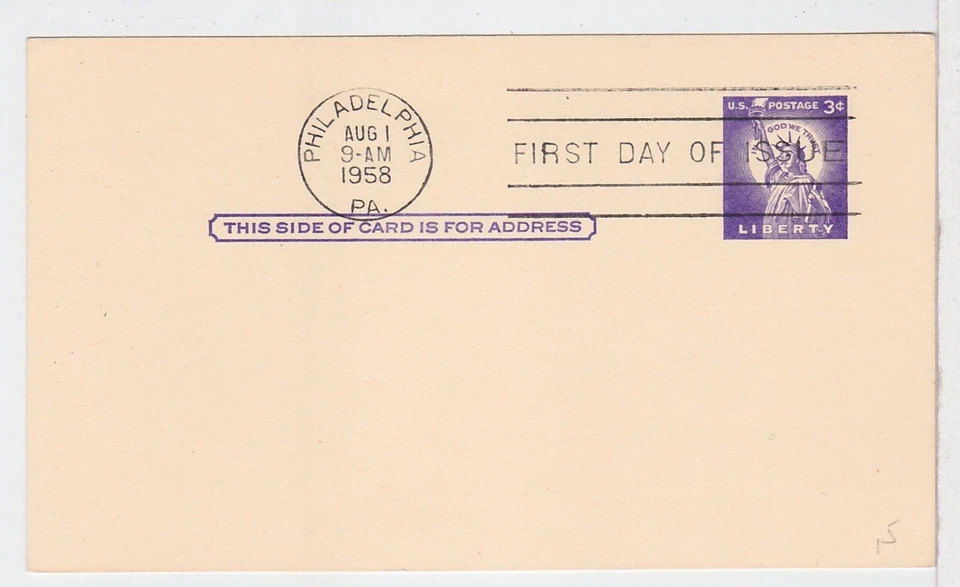 PHILADELPHIA
AUG 1
9-AM
1958
PA.
FIRST DAY OF ISSUE
U.S. POSTAGE 3¢
IN GOD WE TRUST
LIBERTY
THIS SIDE OF CARD IS FOR ADDRESS
15